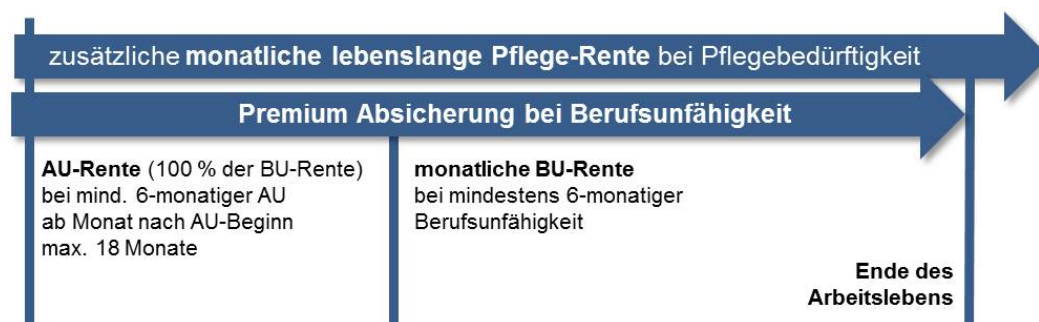 zusätzliche monatliche lebenslange Pflege-Rente bei Pflegebedürftigkeit
Premium Absicherung bei Berufsunfähigkeit
AU-Rente (100 % der BU-Rente)
bei mind. 6-monatiger AU
ab Monat nach AU-Beginn
max. 18 Monate
monatliche BU-Rente
bei mindestens 6-monatiger
Berufsunfähigkeit
Ende des
Arbeitslebens